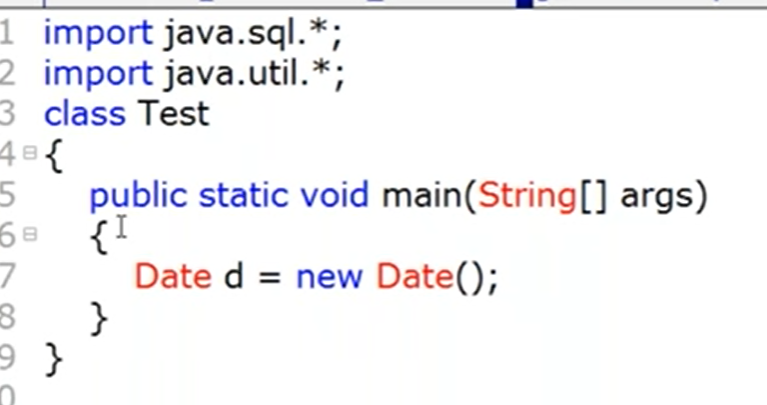 1 import java.sql.*;
2 import java.util.*;
3 class Test
4 {
5 public static void main(String[] args)
6 {
7 Date d = new Date();
8 }
9 }
0